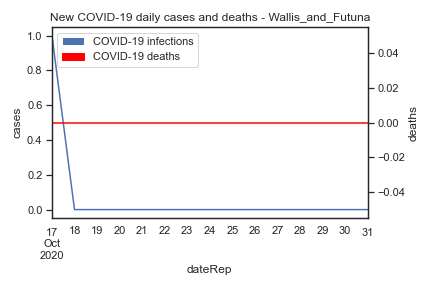 New COVID-19 daily cases and deaths - Wallis_and_Futuna
COVID-19 infections
COVID-19 deaths
1.0
0.8
0.6
0.4
0.2
0.0
cases
0.04
0.02
0.00
−0.02
−0.04
deaths
17 18 19 20 21 22 23 24 25 26 27 28 29 30 31
Oct
2020
dateRep